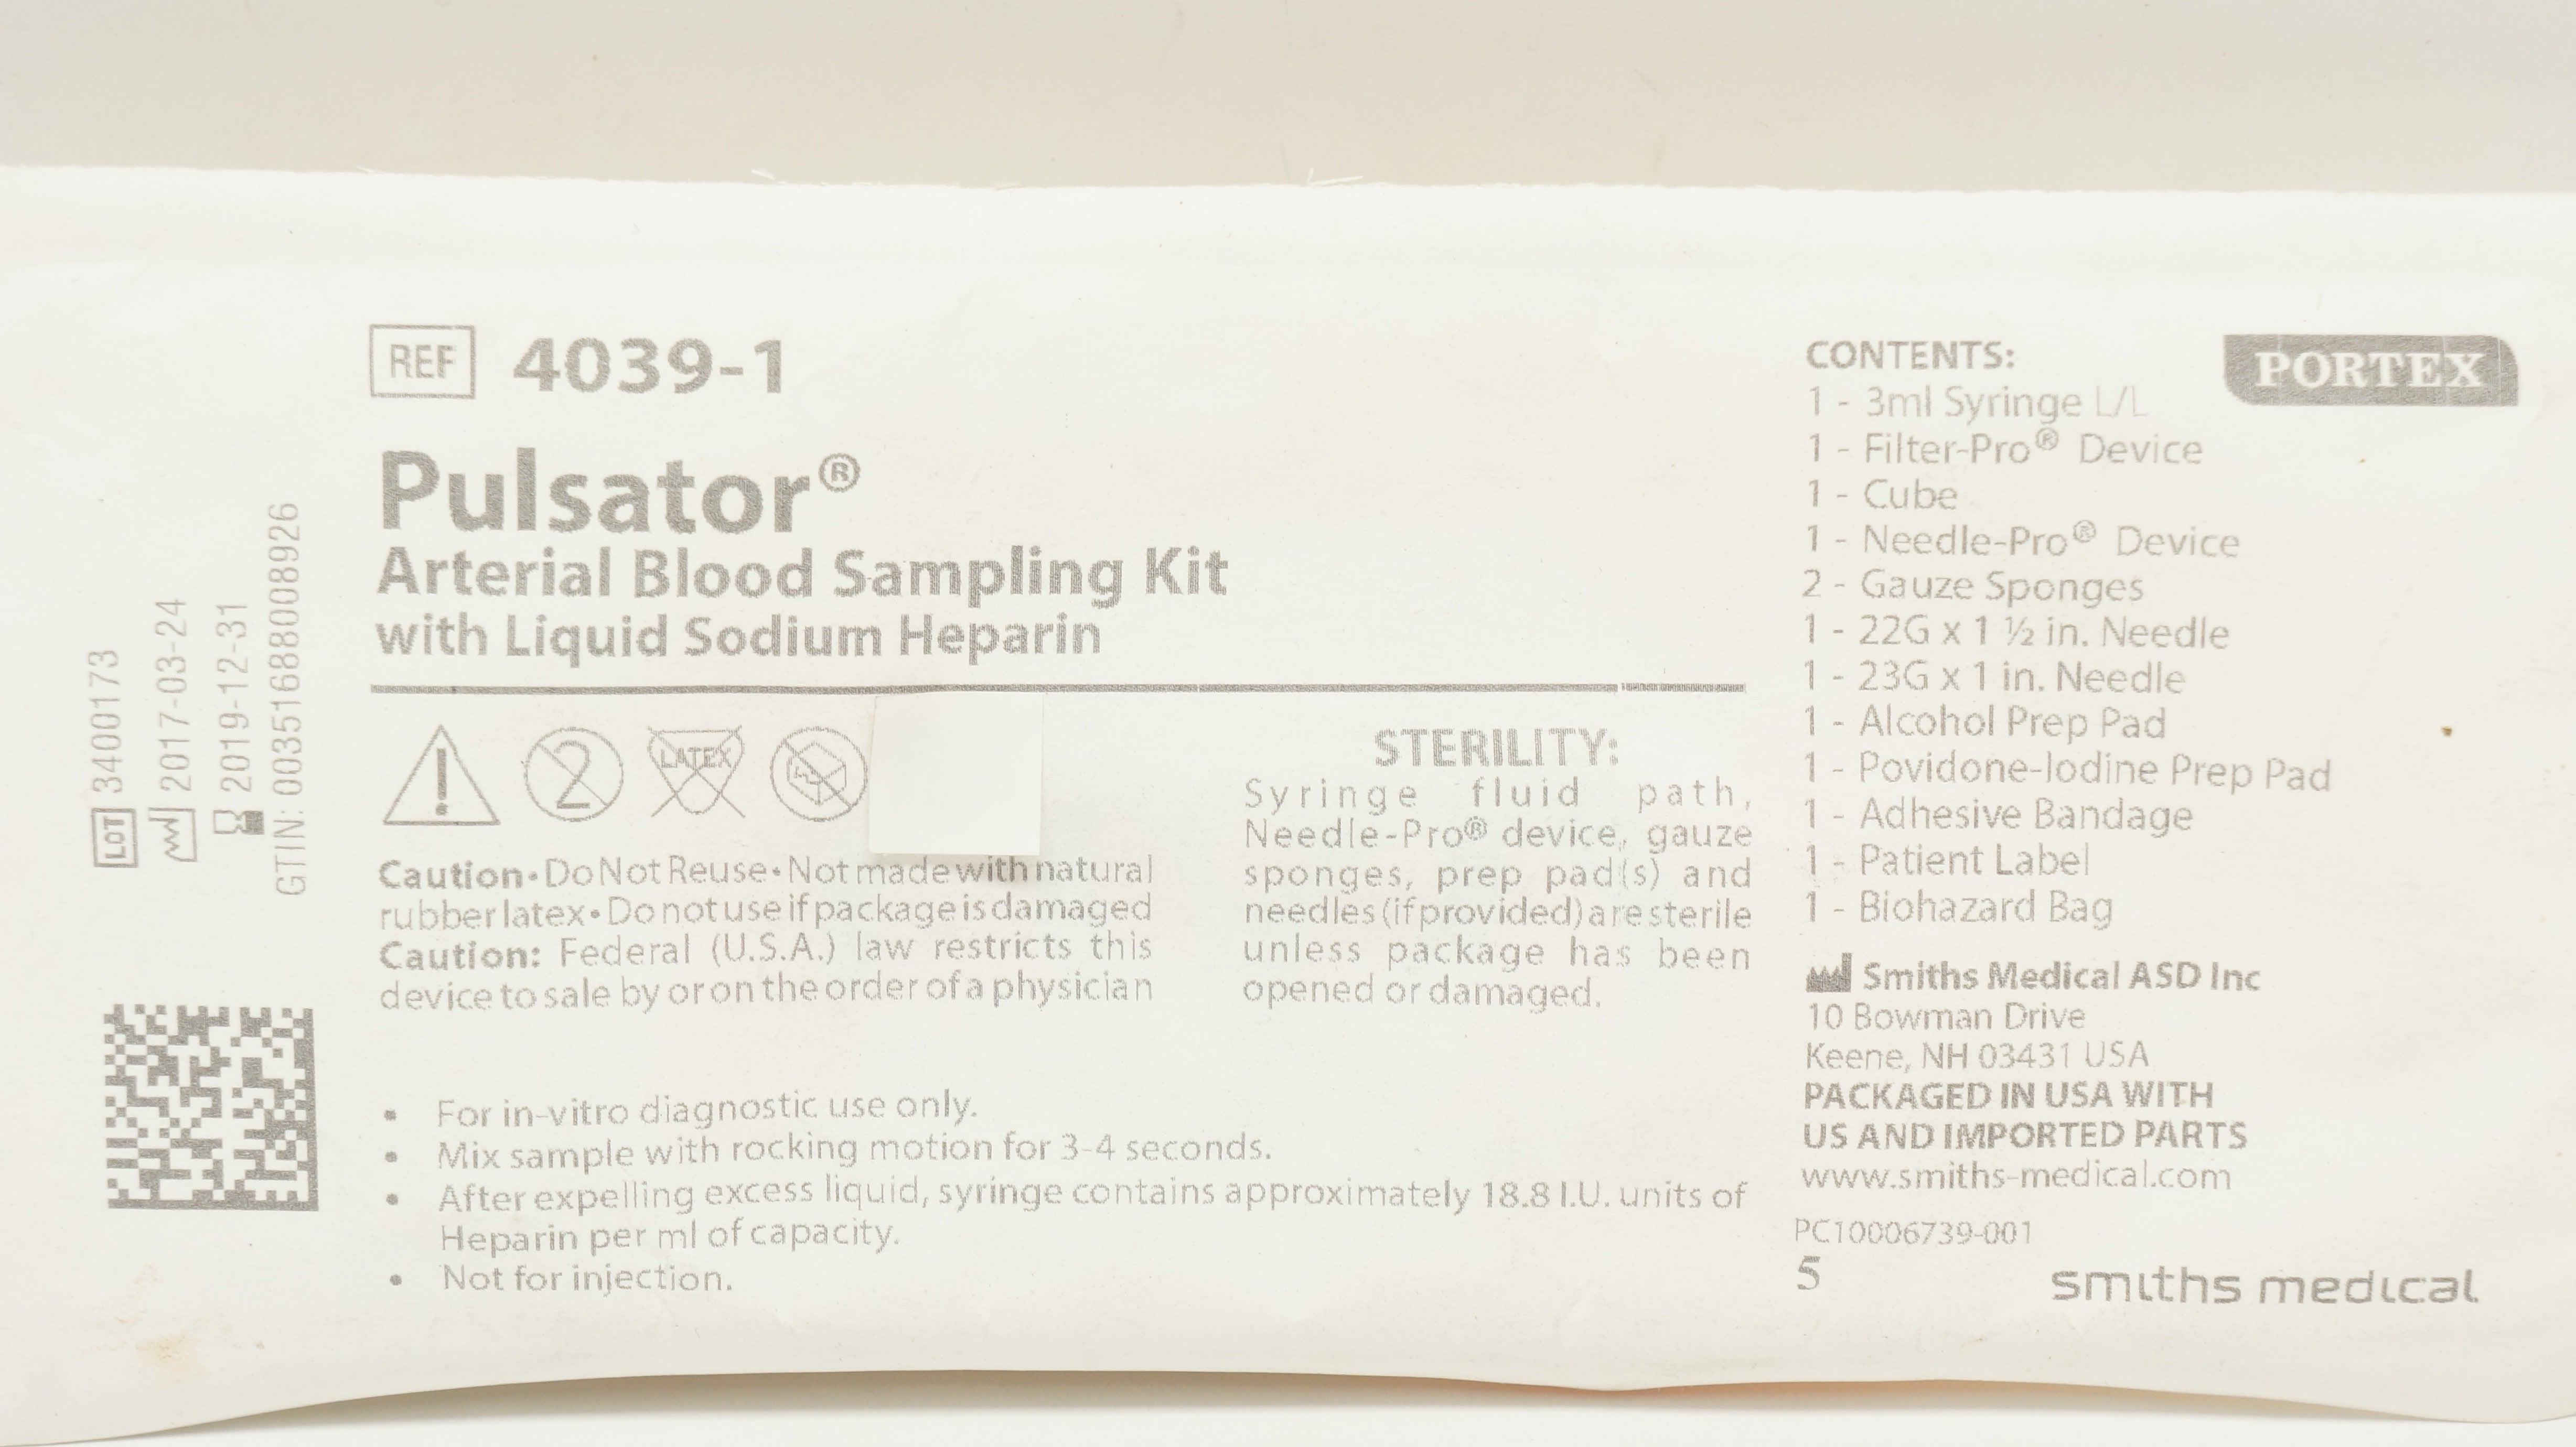 LOT 3400173
2017-03-24
2019-12-31
GTIN: 00351688008926
REF 4039-1
Pulsator®
Arterial Blood Sampling Kit
with Liquid Sodium Heparin
2
LATEX
Caution • Do Not Reuse • Not made with natural
rubber latex • Do not use if package is damaged
Caution: Federal (U.S.A.) law restricts this
device to sale by or on the order of a physician
STERILITY:
Syringe fluid path,
Needle-Pro® device, gauze
sponges, prep pad(s) and
needles (if provided) are sterile
unless package has been
opened or damaged.
• For in-vitro diagnostic use only.
• Mix sample with rocking motion for 3-4 seconds.
• After expelling excess liquid, syringe contains approximately 18.8 I.U. units of
Heparin per ml of capacity.
• Not for injection.
PORTEX
CONTENTS:
1 - 3ml Syringe L/L
1 - Filter-Pro® Device
1 - Cube
1 - Needle-Pro® Device
2 - Gauze Sponges
1 - 22G x 1 ½ in. Needle
1 - 23G x 1 in. Needle
1 - Alcohol Prep Pad
1 - Povidone-Iodine Prep Pad
1 - Adhesive Bandage
1 - Patient Label
1 - Biohazard Bag
Smiths Medical ASD Inc
10 Bowman Drive
Keene, NH 03431 USA
PACKAGED IN USA WITH
US AND IMPORTED PARTS
www.smiths-medical.com
PC10006739-001
5
smiths medical